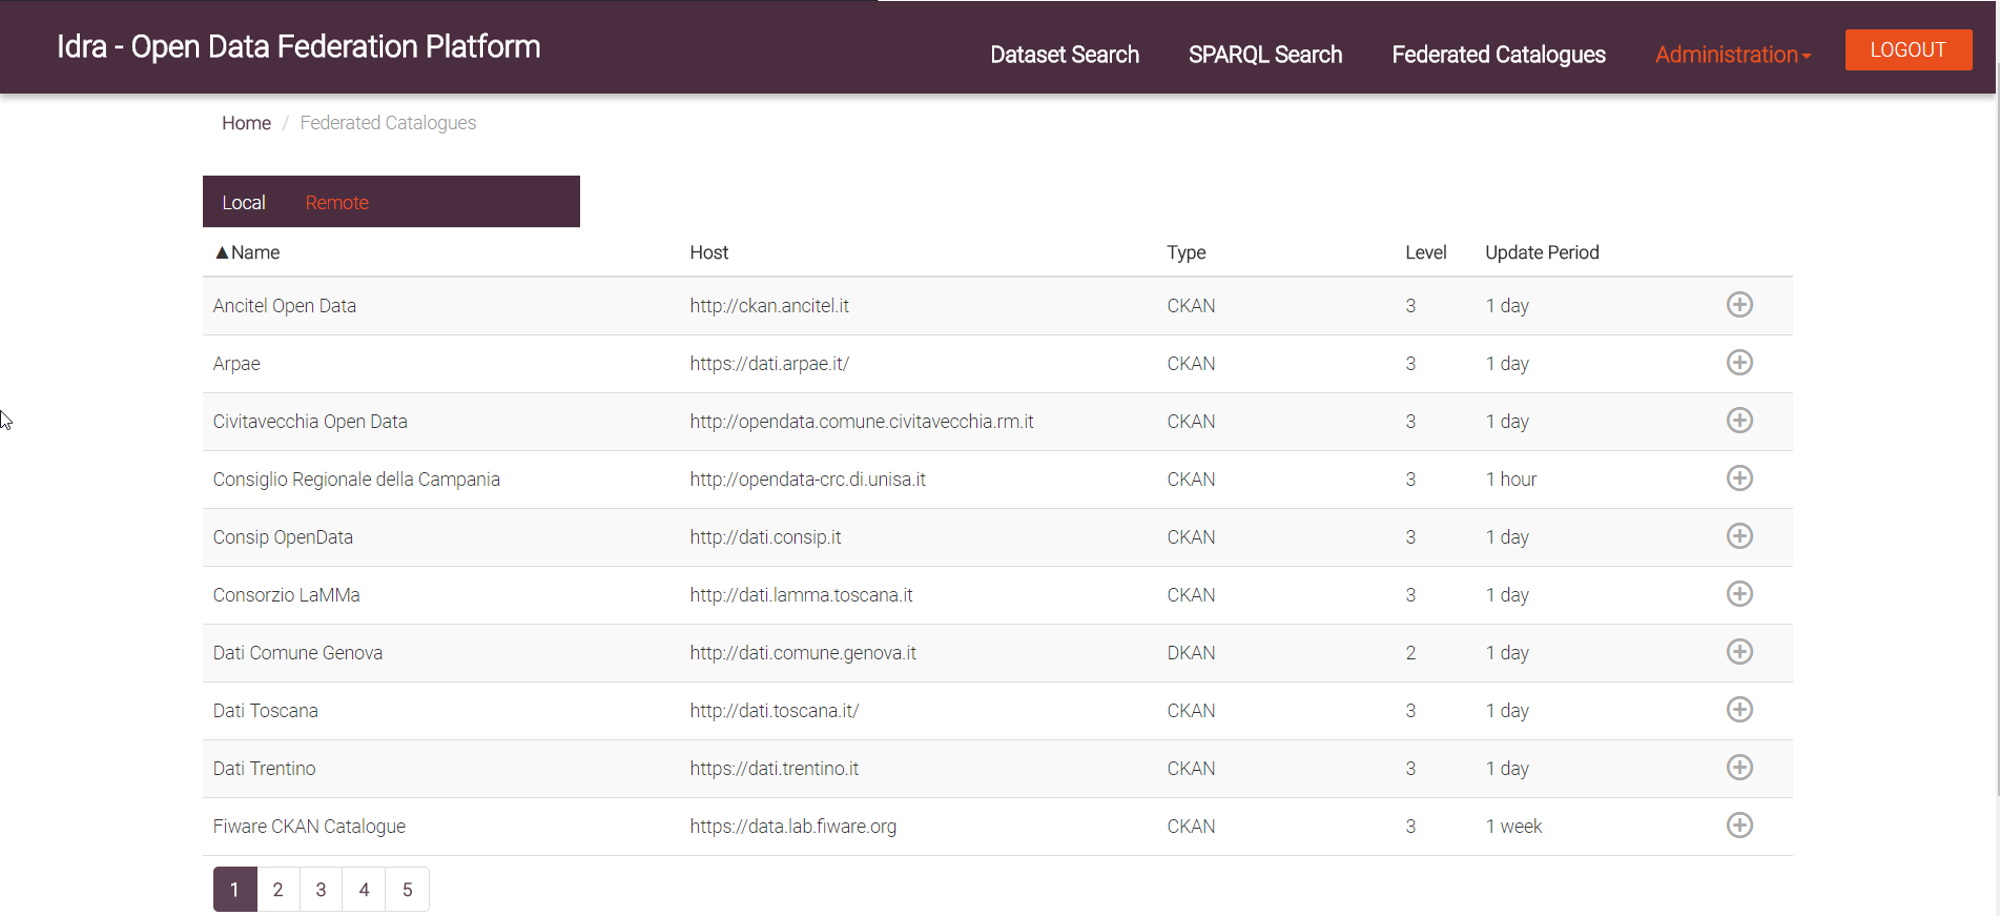 Idra - Open Data Federation Platform
Dataset Search SPARQL Search Federated Catalogues Administration LOGOUT
Home / Federated Catalogues
Local Remote
▲Name Host Type Level Update Period
Ancitel Open Data http://ckan.ancitel.it CKAN 3 1 day
Arpae https://dati.arpae.it/ CKAN 3 1 day
Civitavecchia Open Data http://opendata.comune.civitavecchia.rm.it CKAN 3 1 day
Consiglio Regionale della Campania http://opendata-crc.di.unisa.it CKAN 3 1 hour
Consip OpenData http://dati.consip.it CKAN 3 1 day
Consorzio LaMMa http://dati.lamma.toscana.it CKAN 3 1 day
Dati Comune Genova http://dati.comune.genova.it DKAN 2 1 day
Dati Toscana http://dati.toscana.it/ CKAN 3 1 day
Dati Trentino https://dati.trentino.it CKAN 3 1 day
Fiware CKAN Catalogue https://data.lab.fiware.org CKAN 3 1 week
1 2 3 4 5